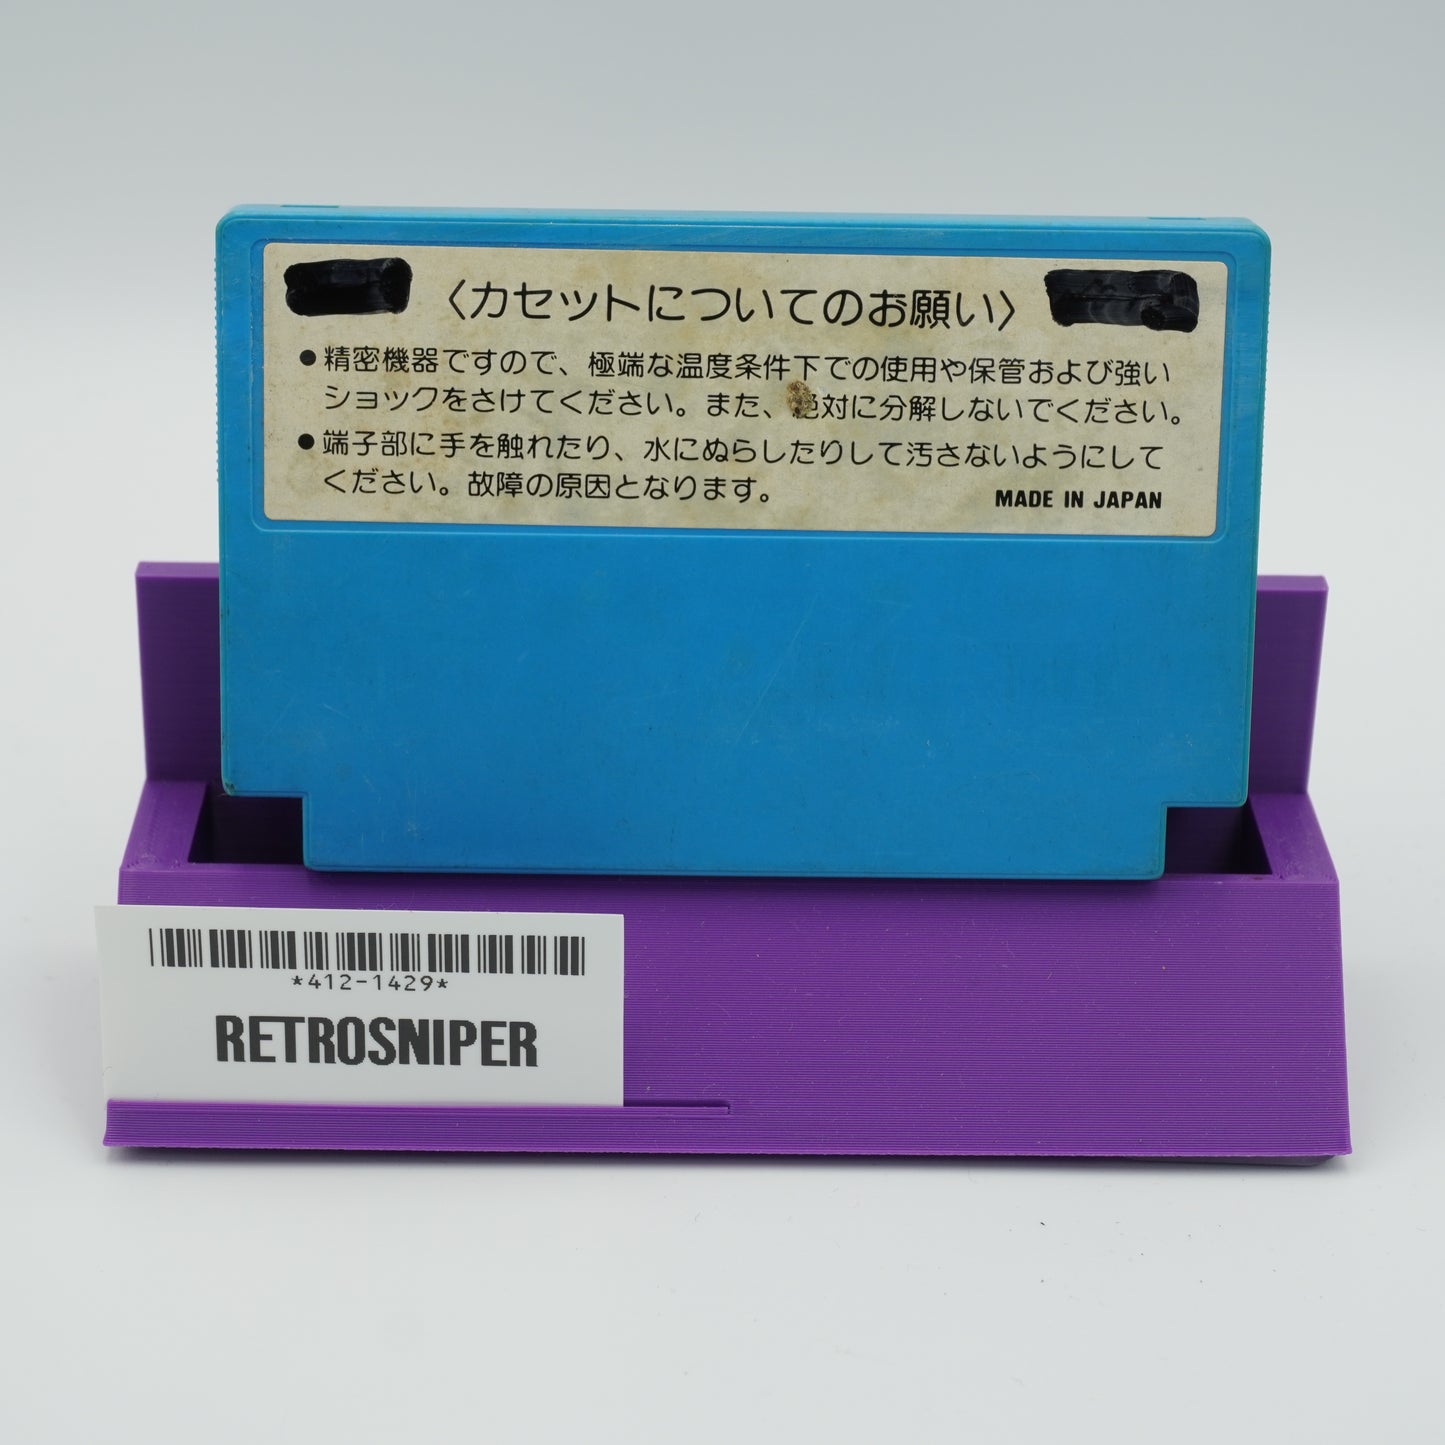 〈カセットについてのお願い〉
●精密機器ですので、極端な温度条件下での使用や保管および強い
ショックをさけてください。また、絶対に分解しないでください。
●端子部に手を触れたり、水にぬらしたりして汚さないようにして
ください。故障の原因となります。
MADE IN JAPAN
*412-1429*
RETROSNIPER